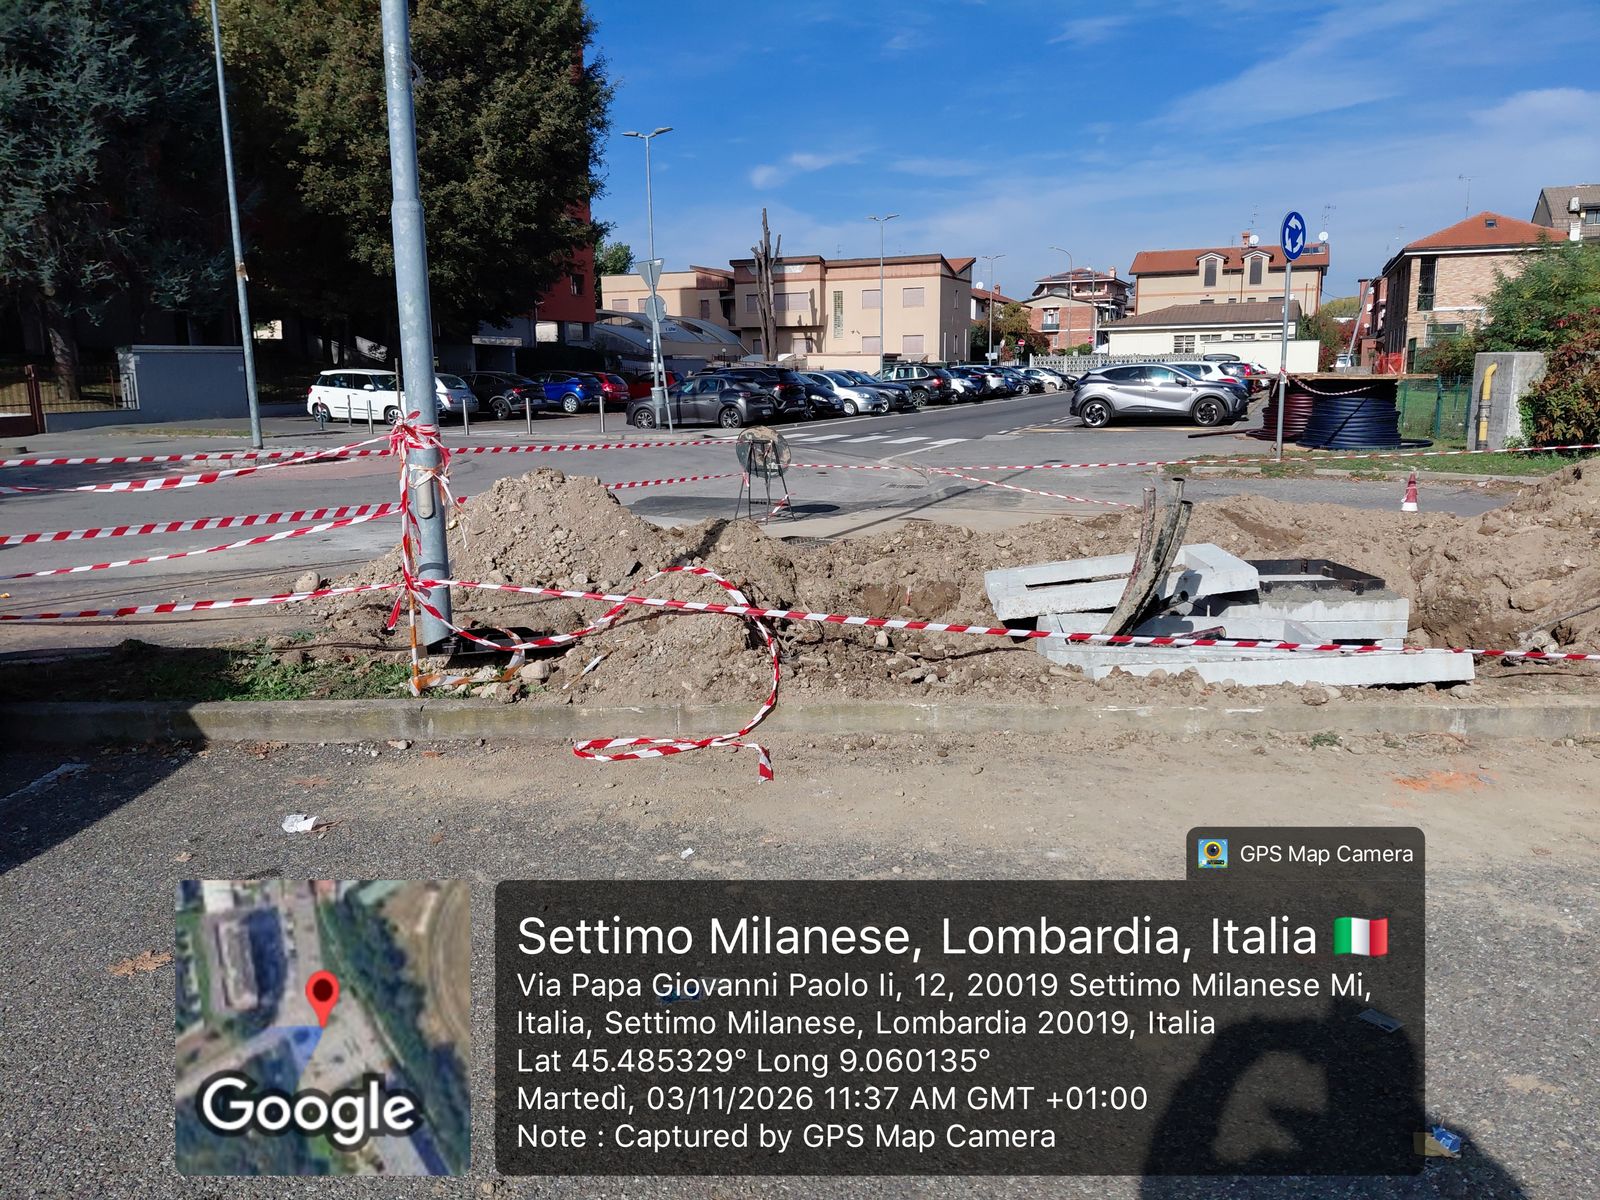 GPS Map Camera
Settimo Milanese, Lombardia, Italia 🇮🇹
Via Papa Giovanni Paolo Ii, 12, 20019 Settimo Milanese Mi,
Italia, Settimo Milanese, Lombardia 20019, Italia
Lat 45.485329° Long 9.060135°
Martedì, 03/11/2026 11:37 AM GMT +01:00
Note : Captured by GPS Map Camera
Google